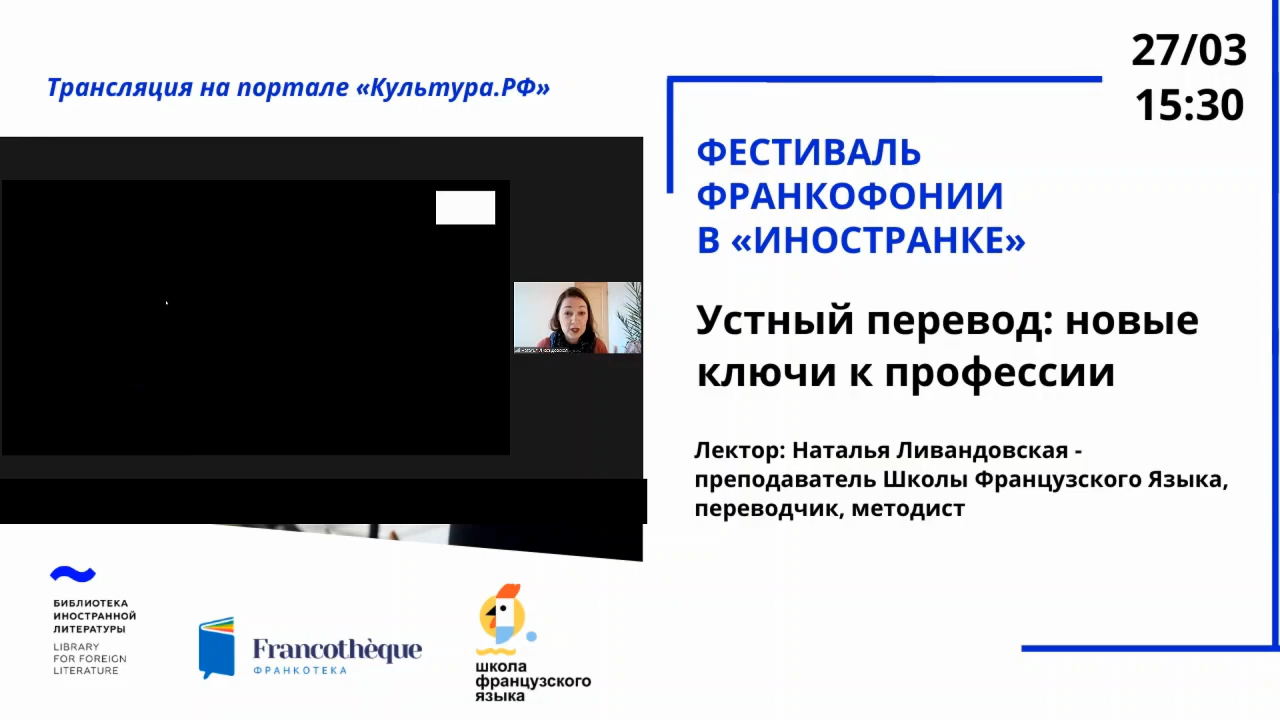 Трансляция на портале «Культура.РФ»
27/03
15:30
ФЕСТИВАЛЬ
ФРАНКОФОНИИ
В «ИНОСТРАНКЕ»
Устный перевод: новые
ключи к профессии
Лектор: Наталья Ливандовская -
преподаватель Школы Французского Языка,
переводчик, методист
БИБЛИОТЕКА
ИНОСТРАННОЙ
ЛИТЕРАТУРЫ
LIBRARY
FOR FOREIGN
LITERATURE
Francothèque
ФРАНКОТЕКА
школа
французского
языка